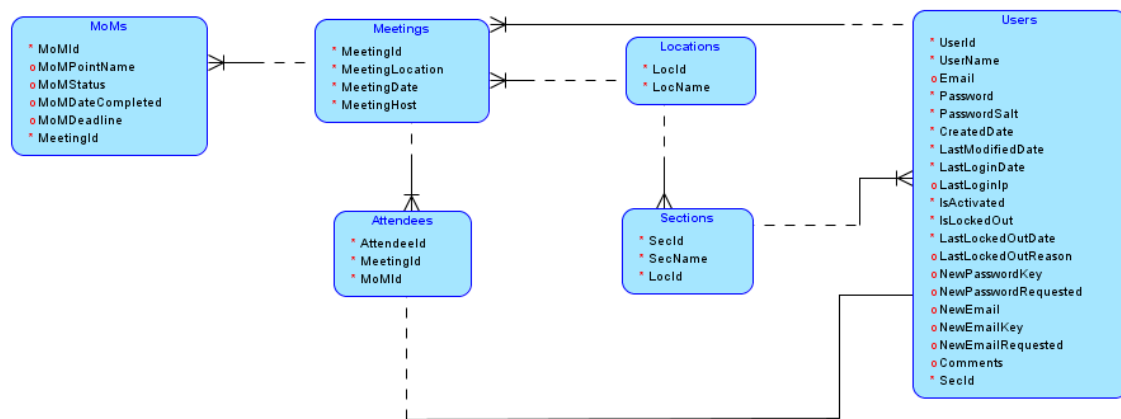 MoMs
* MoMId
o MoMPointName
o MoMStatus
o MoMDateCompleted
o MoMDeadline
* MeetingId
Meetings
* MeetingId
* MeetingLocation
* MeetingDate
* MeetingHost
Locations
* LocId
* LocName
Attendees
* AttendeeId
* MeetingId
* MoMId
Sections
* SecId
* SecName
* LocId
Users
* UserId
* UserName
o Email
* Password
* PasswordSalt
* CreatedDate
* LastModifiedDate
* LastLoginDate
o LastLoginIp
* IsActivated
* IsLockedOut
* LastLockedOutDate
o LastLockedOutReason
o NewPasswordKey
o NewPasswordRequested
o NewEmail
o NewEmailKey
o NewEmailRequested
o Comments
* SecId